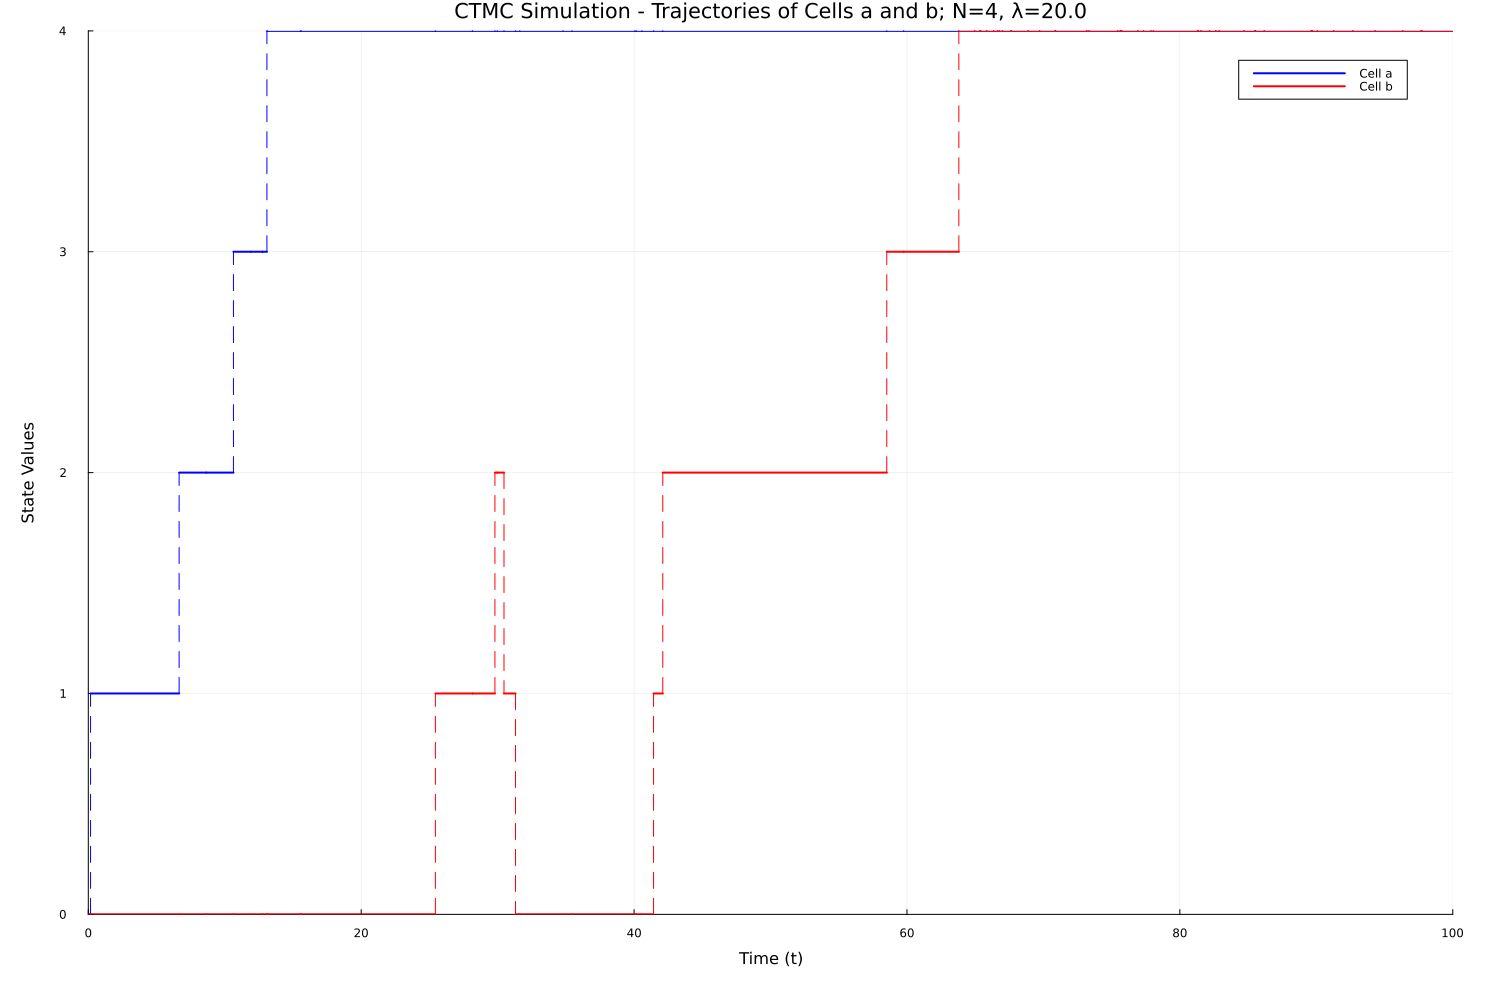 CTMC Simulation - Trajectories of Cells a and b; N=4, λ=20.0
4
Cell a
Cell b
3
2
1
0
State Values
0 20 40 60 80 100
Time (t)